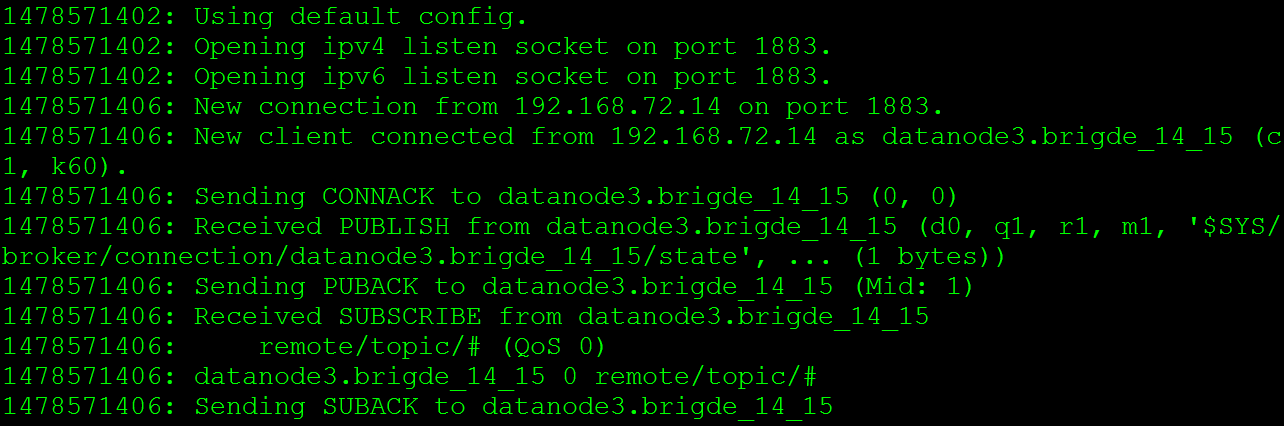 1478571402: Using default config.
1478571402: Opening ipv4 listen socket on port 1883.
1478571402: Opening ipv6 listen socket on port 1883.
1478571406: New connection from 192.168.72.14 on port 1883.
1478571406: New client connected from 192.168.72.14 as datanode3.brigde_14_15 (c
1, k60).
1478571406: Sending CONNACK to datanode3.brigde_14_15 (0, 0)
1478571406: Received PUBLISH from datanode3.brigde_14_15 (d0, q1, r1, m1, '$SYS/
broker/connection/datanode3.brigde_14_15/state', ... (1 bytes))
1478571406: Sending PUBACK to datanode3.brigde_14_15 (Mid: 1)
1478571406: Received SUBSCRIBE from datanode3.brigde_14_15
1478571406:     remote/topic/# (QoS 0)
1478571406: datanode3.brigde_14_15 0 remote/topic/#
1478571406: Sending SUBACK to datanode3.brigde_14_15